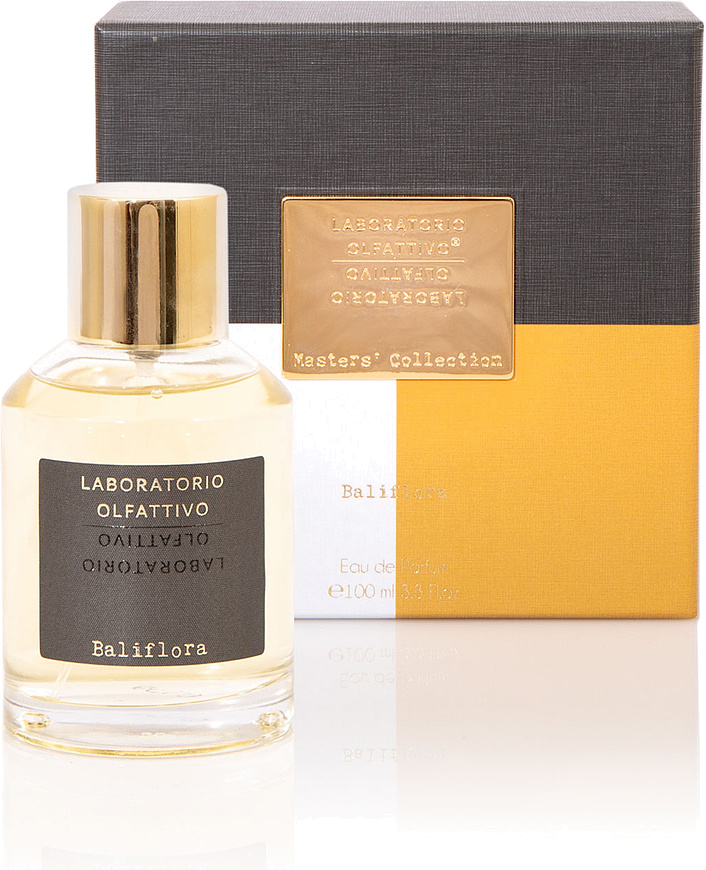 LABORATORIO
OLFATTIVO®
OLFATTIVO
LABORATORIO
Masters' Collection
Baliflora
Eau de Parfum
℮100 ml 3.3 fl.oz
LABORATORIO
OLFATTIVO
OLFATTIVO
LABORATORIO
Baliflora